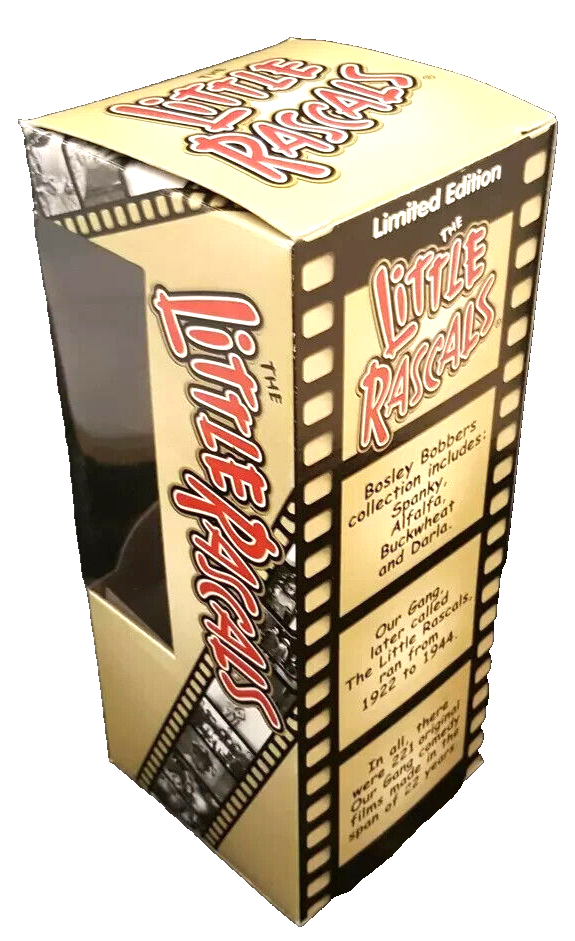 THE
LITTLE
RASCALS®
THE
LITTLE RASCALS
Limited Edition
THE
LITTLE
RASCALS®
Bosley Bobbers
collection includes:
Spanky,
Alfalfa,
Buckwheat
and Darla.
Our Gang,
later called
The Little Rascals,
ran from
1922 to 1944.
In all, there
were 221 original
Our Gang comedy
films made in the
span of 22 years.